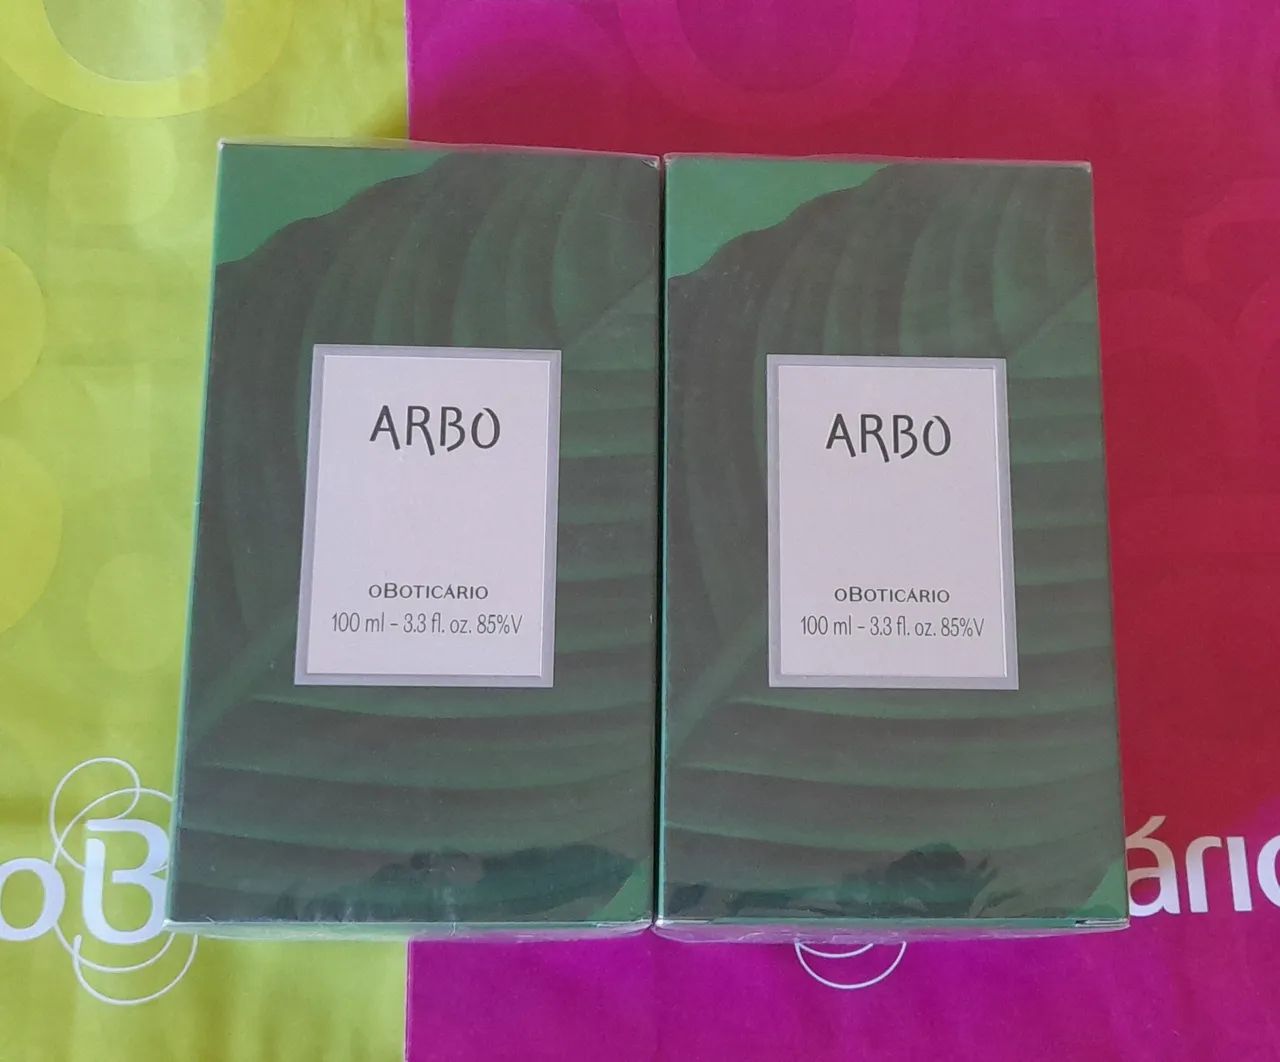 ARBO
oBOTICÁRIO
100 ml - 3.3 fl. oz. 85%V
ARBO
oBOTICÁRIO
100 ml - 3.3 fl. oz. 85%V
oB
ário